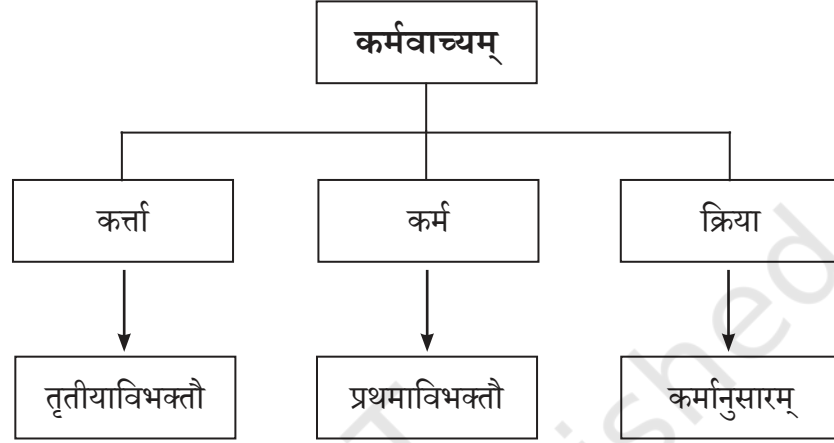 कर्मवाच्यम्
कर्त्ता कर्म क्रिया
तृतीयाविभक्तौ प्रथमाविभक्तौ कर्मानुसारम्